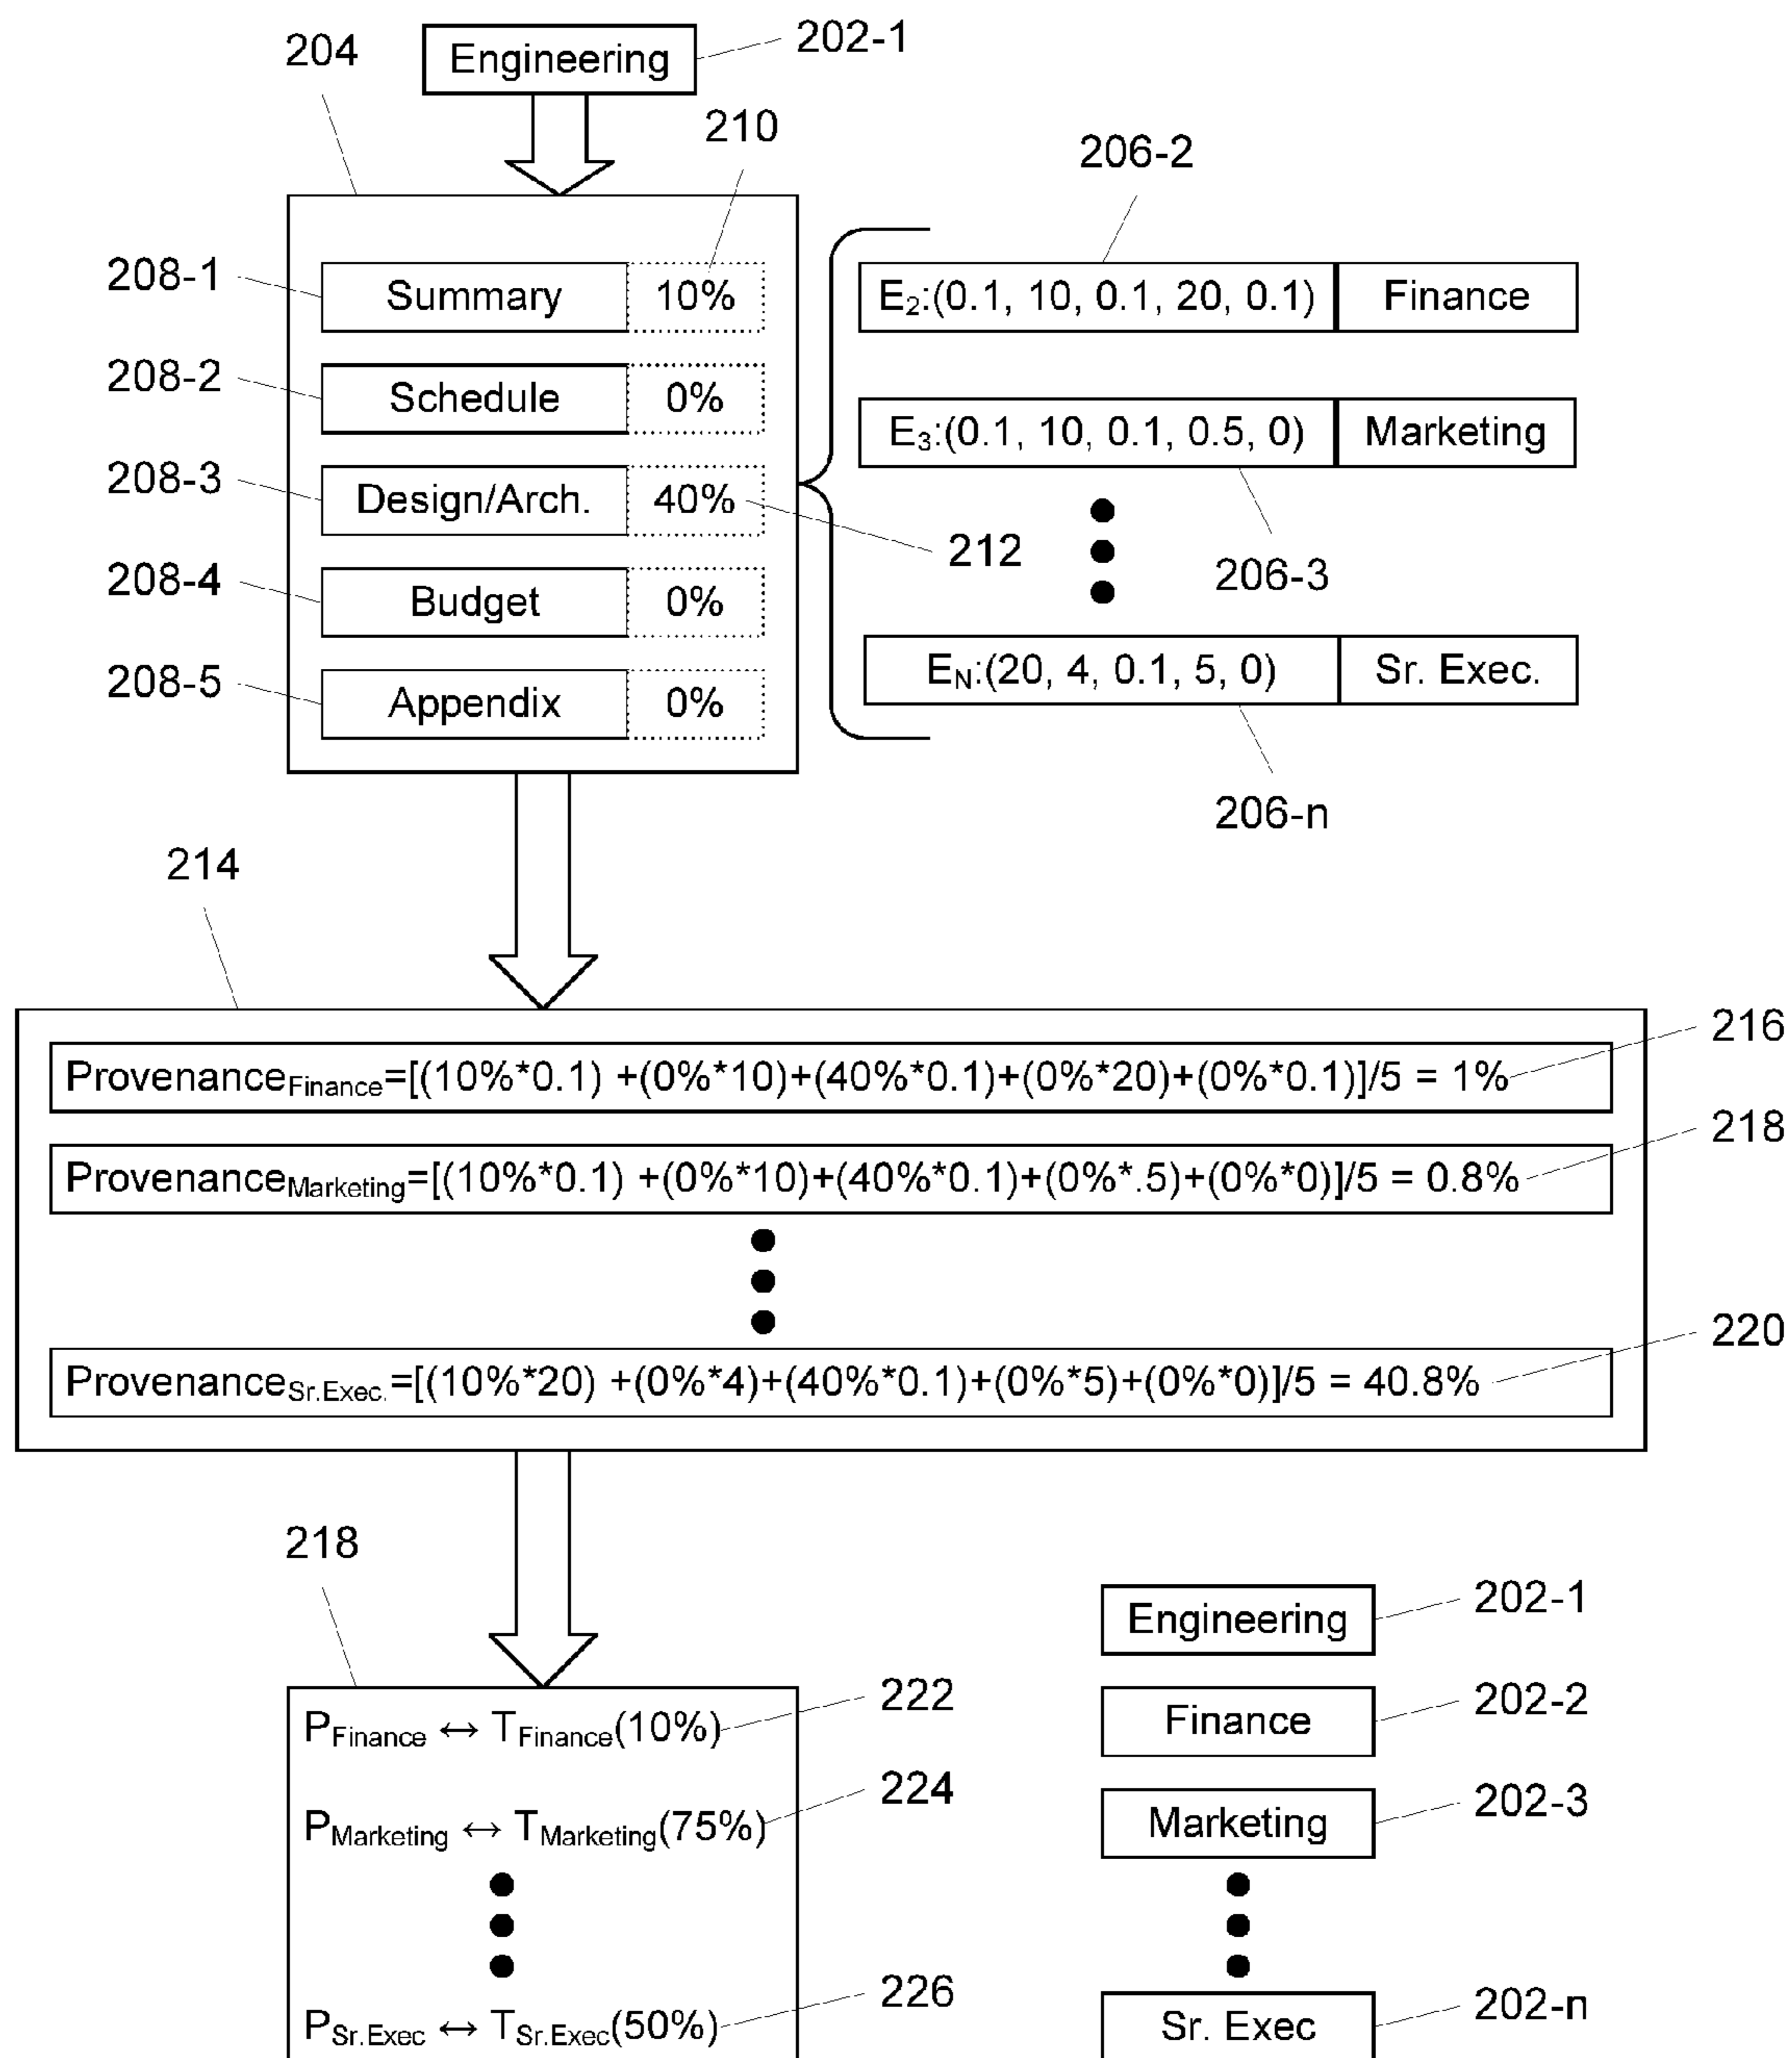 204
Engineering
202-1
210
206-2
208-1
Summary
10%
E2:(0.1, 10, 0.1, 20, 0.1)
Finance
208-2
Schedule
0%
E3:(0.1, 10, 0.1, 0.5, 0)
Marketing
208-3
Design/Arch.
40%
212
206-3
208-4
Budget
0%
EN:(20, 4, 0.1, 5, 0)
Sr. Exec.
208-5
Appendix
0%
206-n
214
216
ProvenanceFinance=[(10%*0.1) +(0%*10)+(40%*0.1)+(0%*20)+(0%*0.1)]/5 = 1%
218
ProvenanceMarketing=[(10%*0.1) +(0%*10)+(40%*0.1)+(0%*.5)+(0%*0)]/5 = 0.8%
220
ProvenanceSr.Exec.=[(10%*20) +(0%*4)+(40%*0.1)+(0%*5)+(0%*0)]/5 = 40.8%
218
PFinance ↔ TFinance(10%)
222
PMarketing ↔ TMarketing(75%)
224
PSr.Exec ↔ TSr.Exec(50%)
226
Engineering
202-1
Finance
202-2
Marketing
202-3
Sr. Exec
202-n